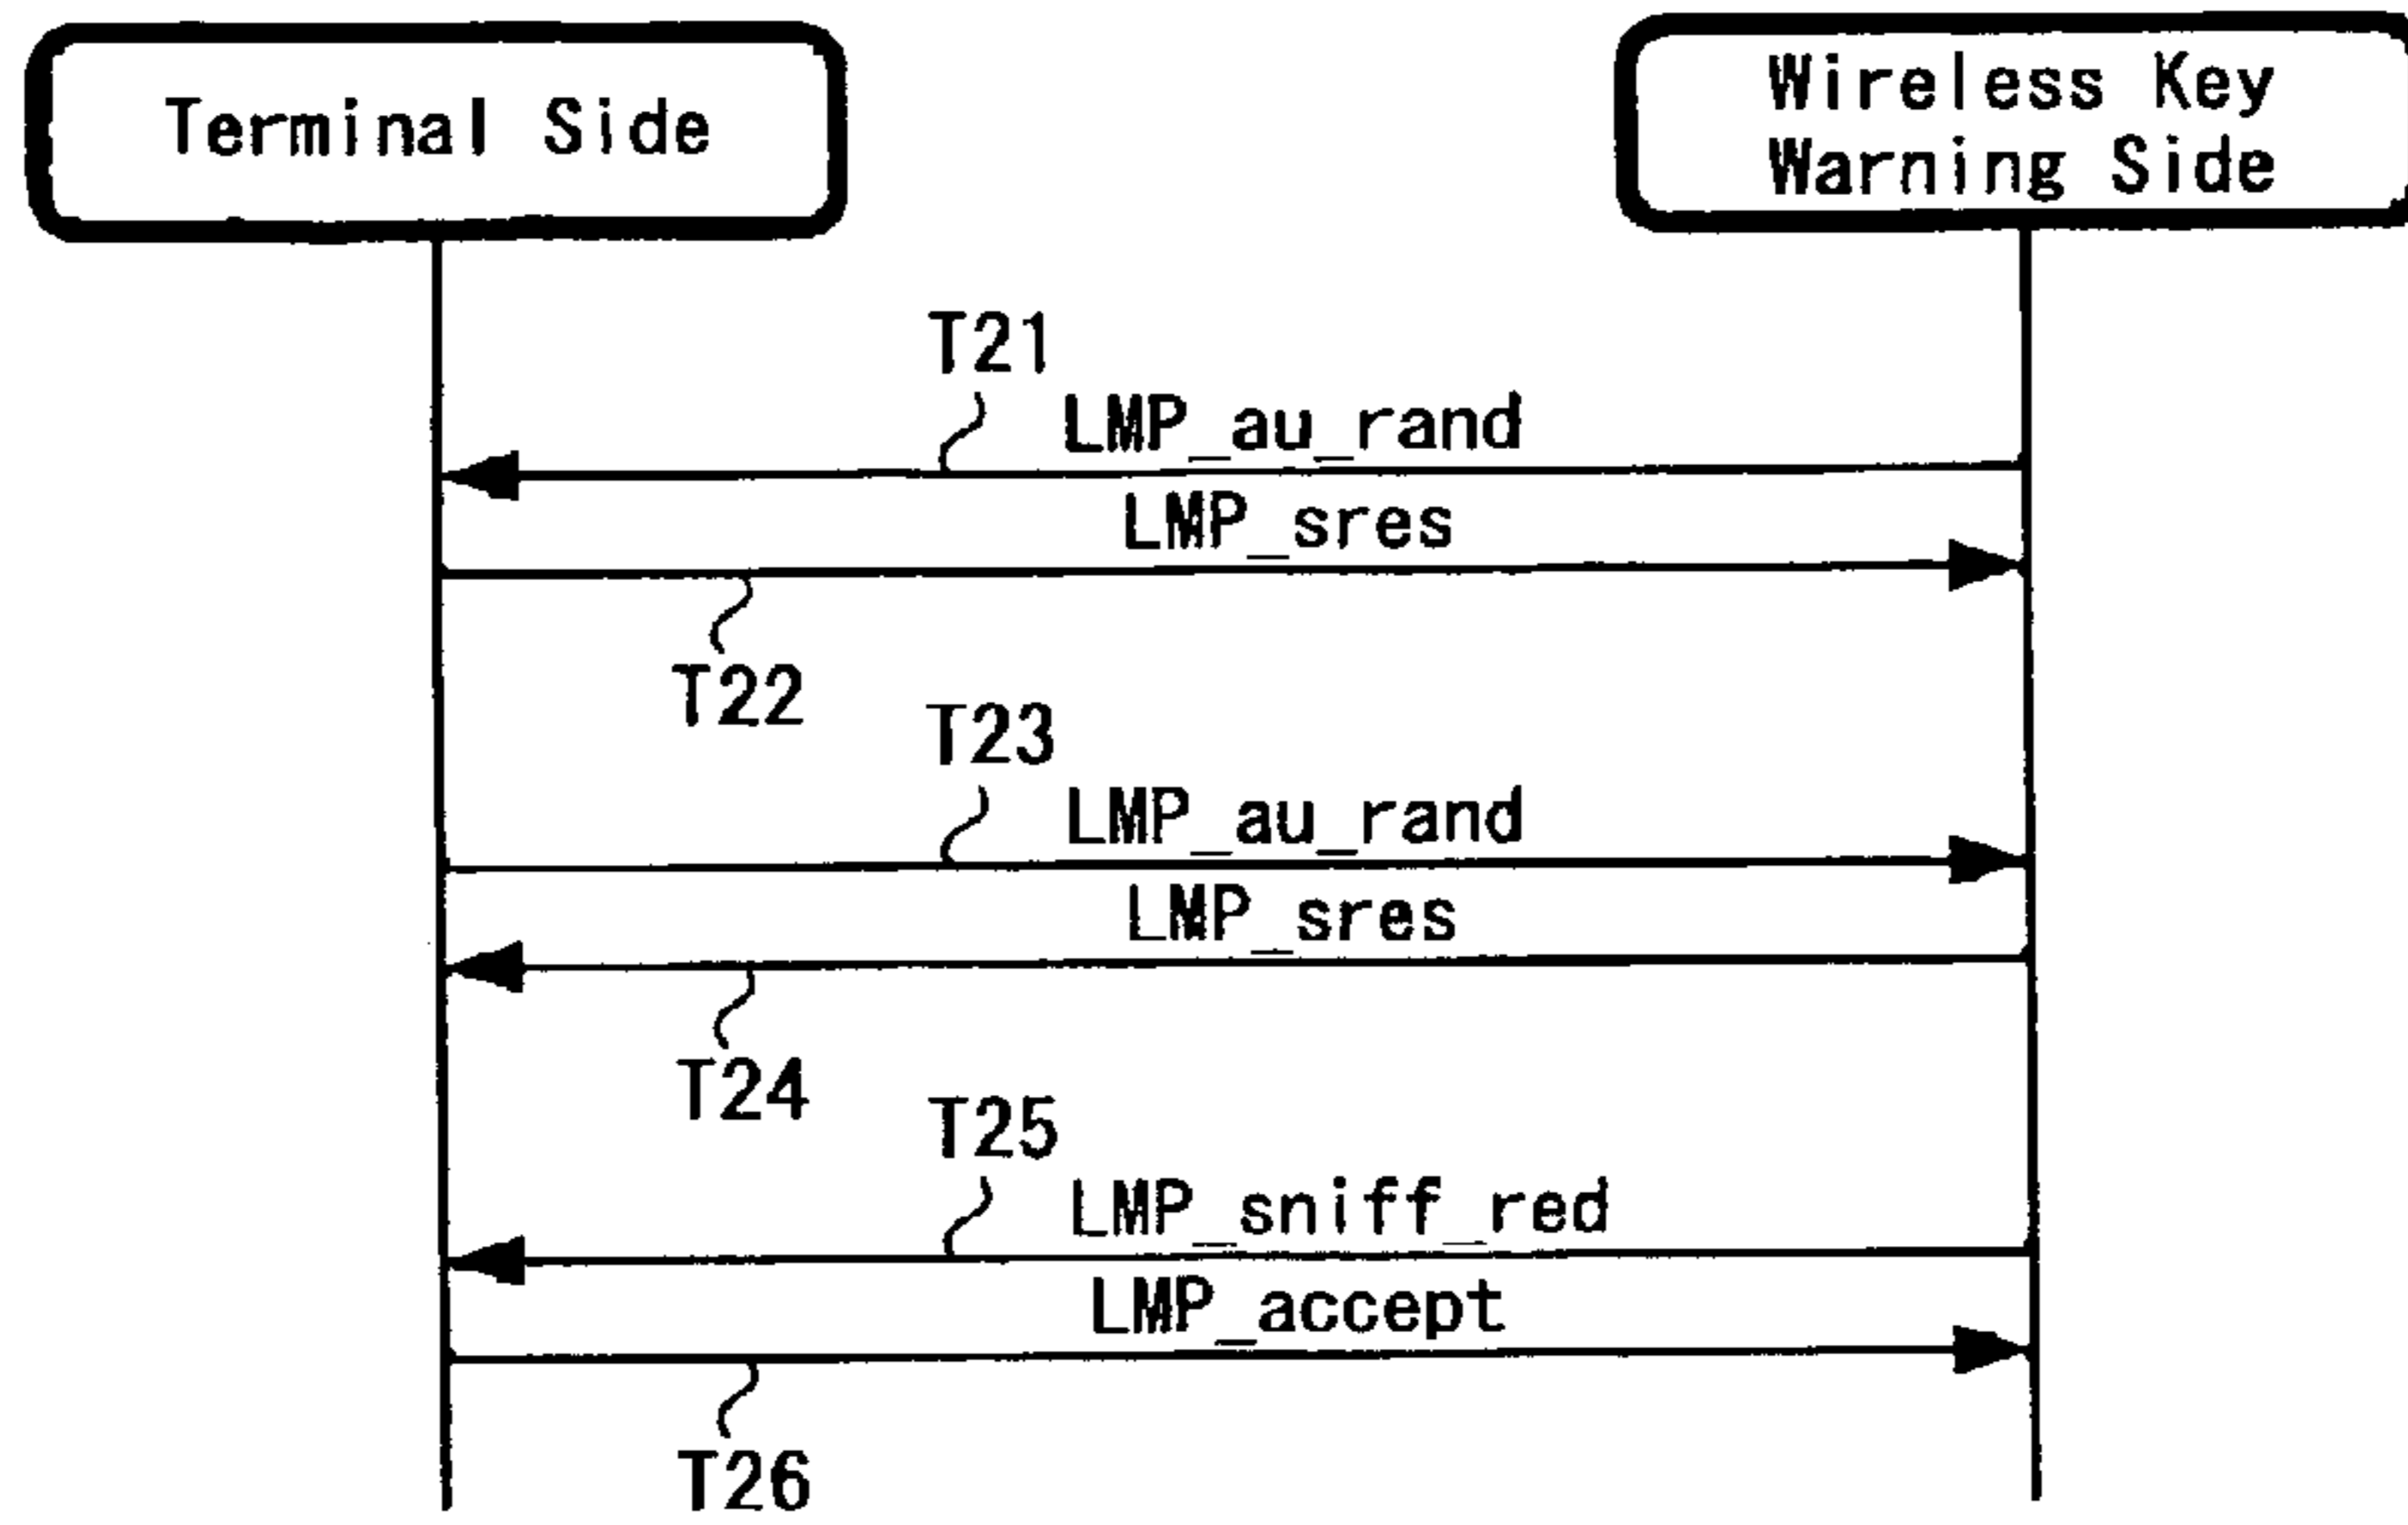 Terminal Side
Wireless Key
Warning Side
T21
LMP_au_rand
LMP_sres
T22
T23
LMP_au_rand
LMP_sres
T24
T25
LMP_sniff_red
LMP_accept
T26